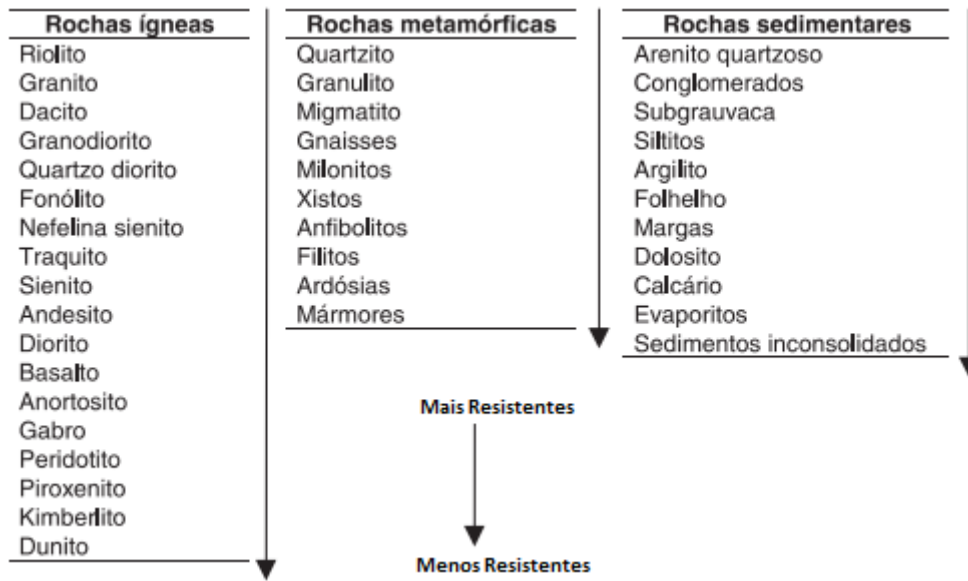 Rochas ígneas
Riolito
Granito
Dacito
Granodiorito
Quartzo diorito
Fonólito
Nefelina sienito
Traquito
Sienito
Andesito
Diorito
Basalto
Anortosito
Gabro
Peridotito
Piroxenito
Kimberlito
Dunito
Rochas metamórficas
Quartzito
Granulito
Migmatito
Gnaisses
Milonitos
Xistos
Anfibolitos
Filitos
Ardósias
Mármores
Rochas sedimentares
Arenito quartzoso
Conglomerados
Subgrauvaca
Siltitos
Argilito
Folhelho
Margas
Dolosito
Calcário
Evaporitos
Sedimentos inconsolidados
Mais Resistentes
Menos Resistentes